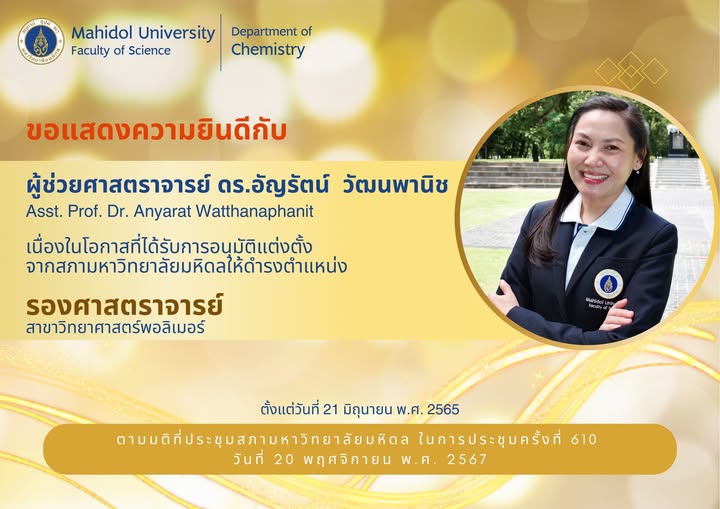 Mahidol University
Faculty of Science
Department of
Chemistry
ขอแสดงความยินดีกับ
ผู้ช่วยศาสตราจารย์ ดร.อัญรัตน์ วัฒนพานิช
Asst. Prof. Dr. Anyarat Watthanaphanit
เนื่องในโอกาสที่ได้รับการอนุมัติแต่งตั้ง
จากสภามหาวิทยาลัยมหิดลให้ดำรงตำแหน่ง
รองศาสตราจารย์
สาขาวิทยาศาสตร์พอลิเมอร์
Mahidol Univ
Faculty of
ตั้งแต่วันที่ 21 มิถุนายน พ.ศ. 2565
ตามมติที่ประชุมสภามหาวิทยาลัยมหิดล ในการประชุมครั้งที่ 610
วันที่ 20 พฤศจิกายน พ.ศ. 2567